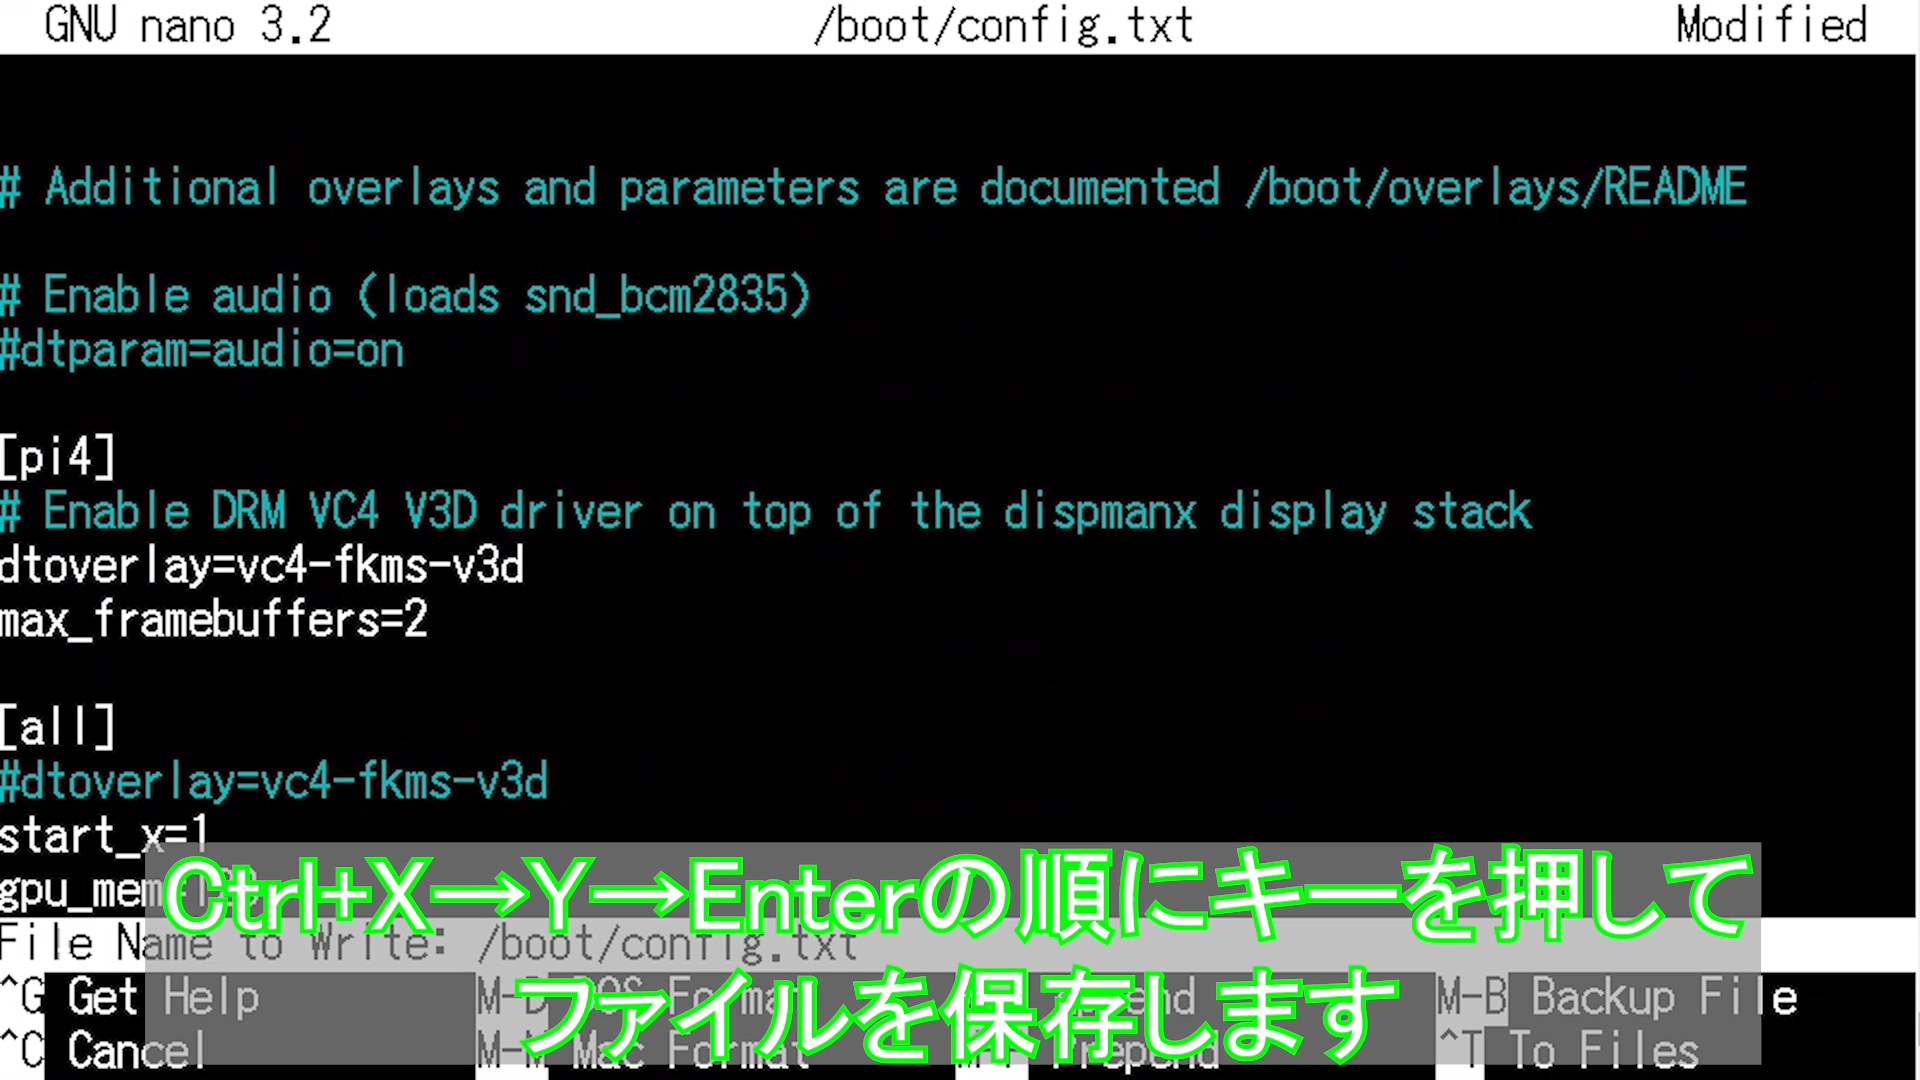 GNU nano 3.2 /boot/config.txt Modified
# Additional overlays and parameters are documented /boot/overlays/README
# Enable audio (loads snd_bcm2835)
#dtparam=audio=on
[pi4]
# Enable DRM VC4 V3D driver on top of the dispmanx display stack
dtoverlay=vc4-fkms-v3d
max_framebuffers=2
[all]
#dtoverlay=vc4-fkms-v3d
start_x=1
gpu_mem
Ctrl+X→Y→Enterの順にキーを押して
File Name to Write: /boot/config.txt
^G Get Help M-D DOS Format M-B Backup File
ファイルを保存します
^C Cancel M-M Mac Format Prepend ^T To Files